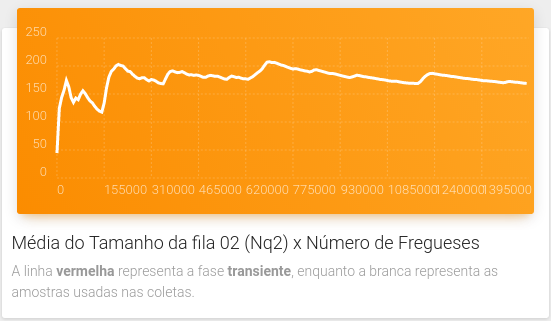 250
200
150
100
50
0
0 155000 310000 465000 620000 775000 930000 1085000 1240000 1395000
Média do Tamanho da fila 02 (Nq2) x Número de Fregueses
A linha vermelha representa a fase transiente, enquanto a branca representa as
amostras usadas nas coletas.